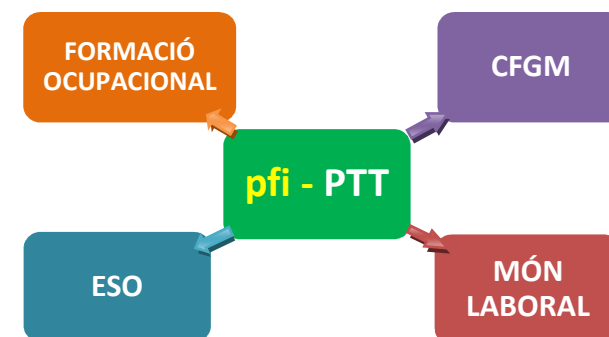 FORMACIÓ
OCUPACIONAL
CFGM
pfi - PTT
ESO
MÓN
LABORAL